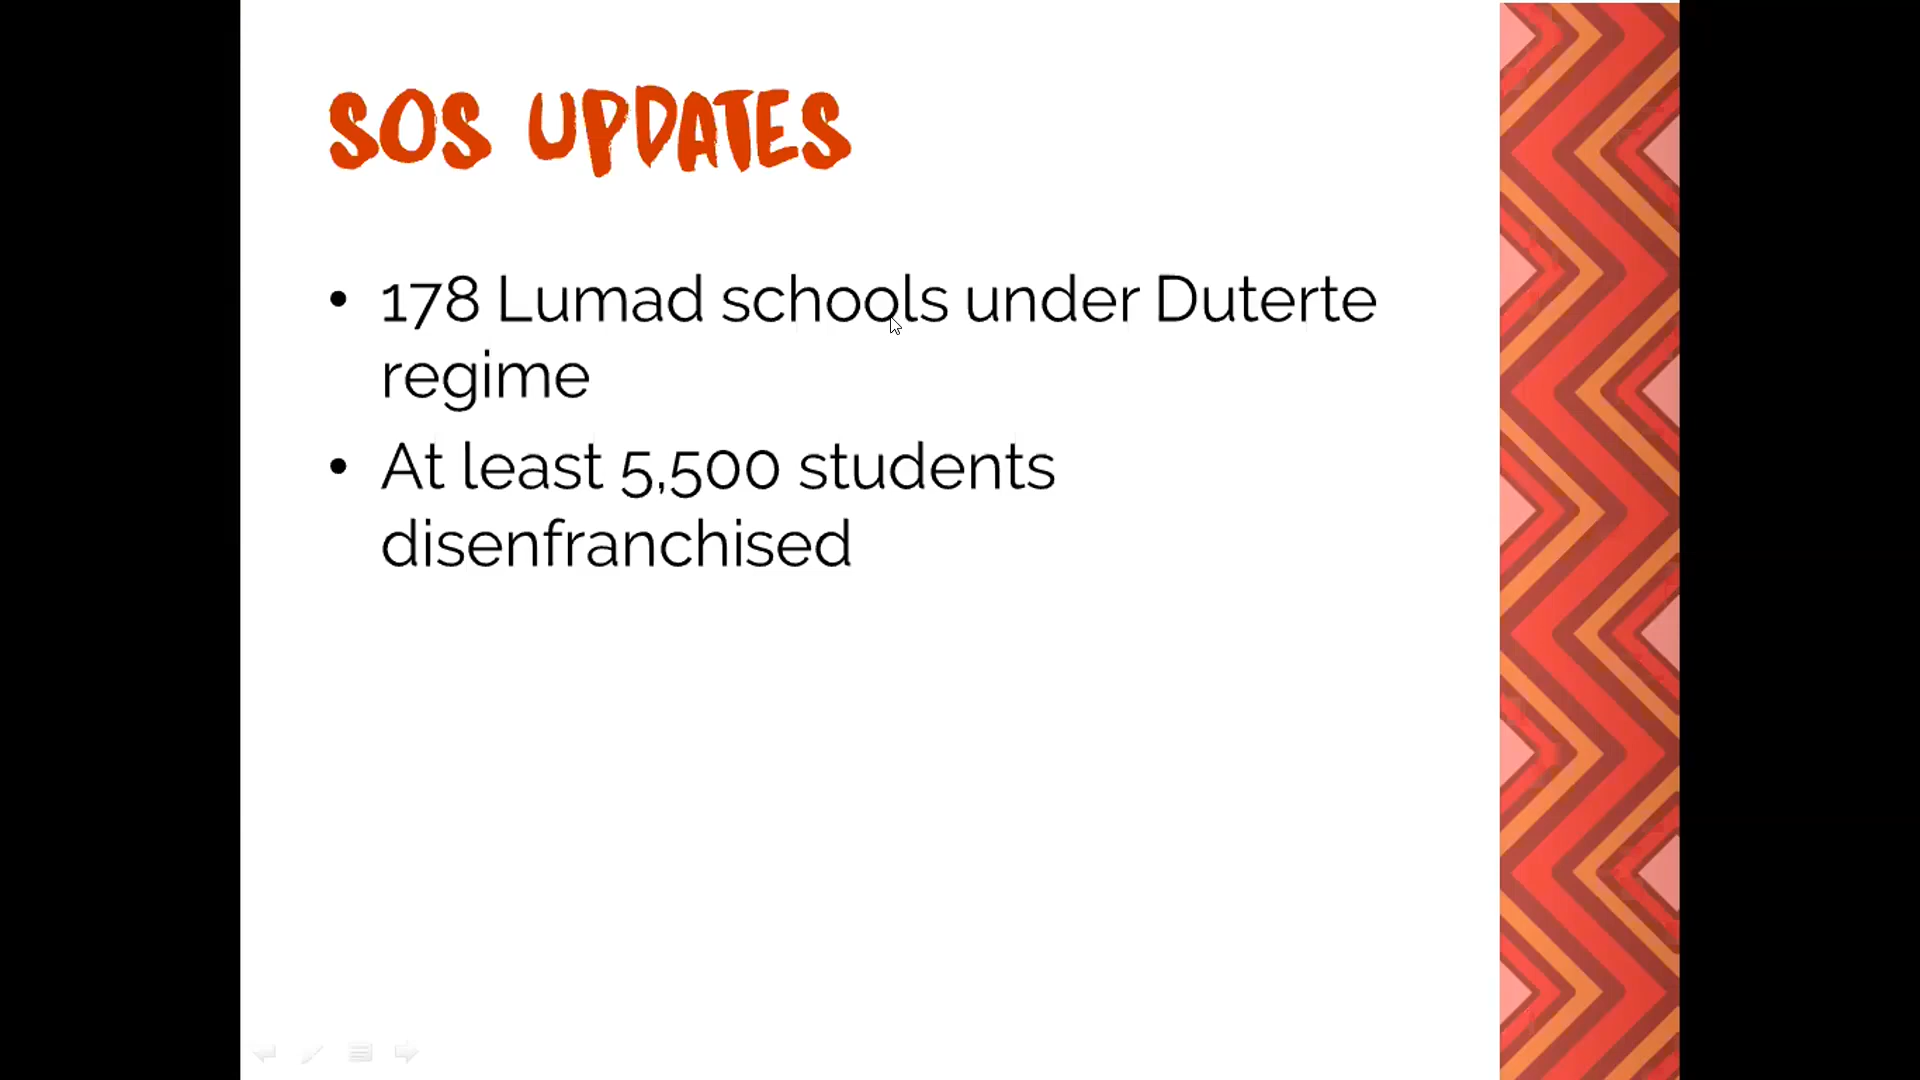 SOS UPDATES
• 178 Lumad schools under Duterte
regime
• At least 5,500 students
disenfranchised